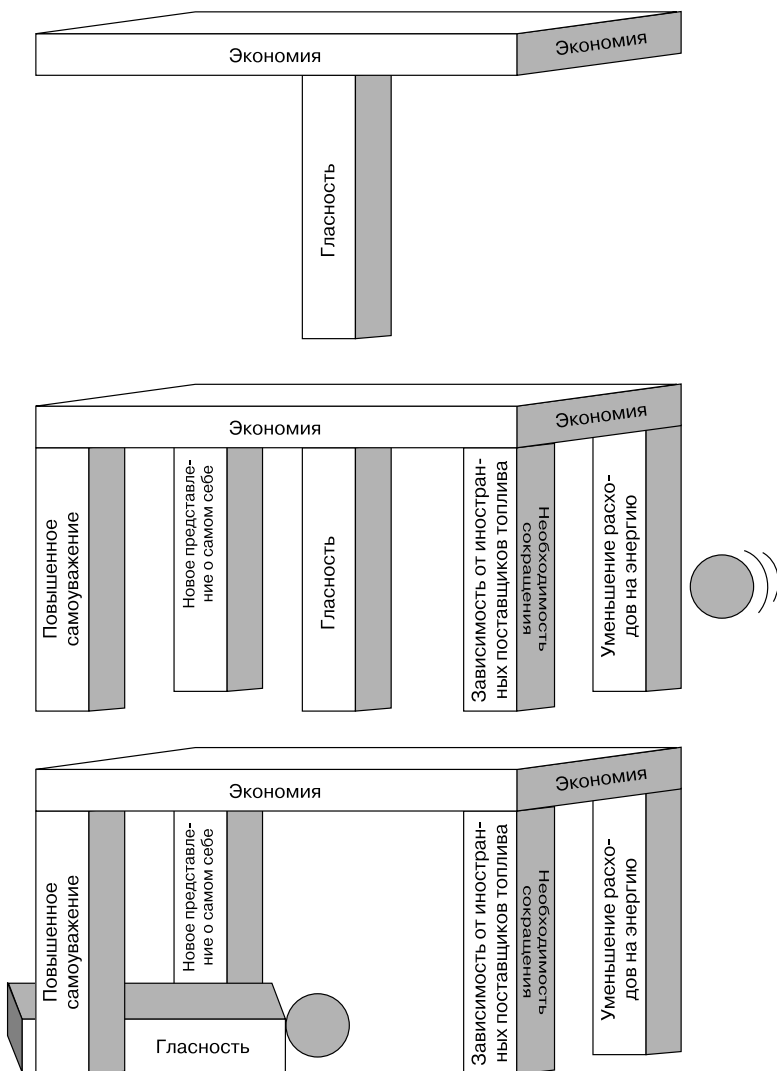 Экономия
Экономия
Гласность
Экономия
Экономия
Повышенное
самоуважение
Новое представле-
ние о самом себе
Гласность
Зависимость от иностран-
ных поставщиков топлива
Необходимость
сокращения
Уменьшение расхо-
дов на энергию
Экономия
Экономия
Повышенное
самоуважение
Новое представле-
ние о самом себе
Зависимость от иностран-
ных поставщиков топлива
Необходимость
сокращения
Уменьшение расхо-
дов на энергию
Гласность